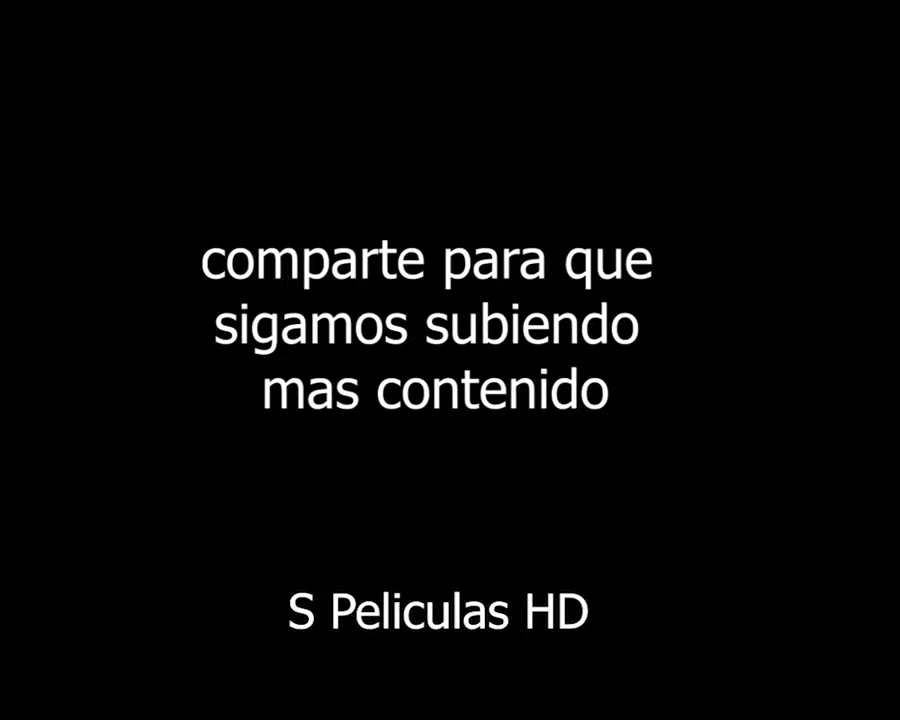 comparte para que
sigamos subiendo
mas contenido
S Peliculas HD